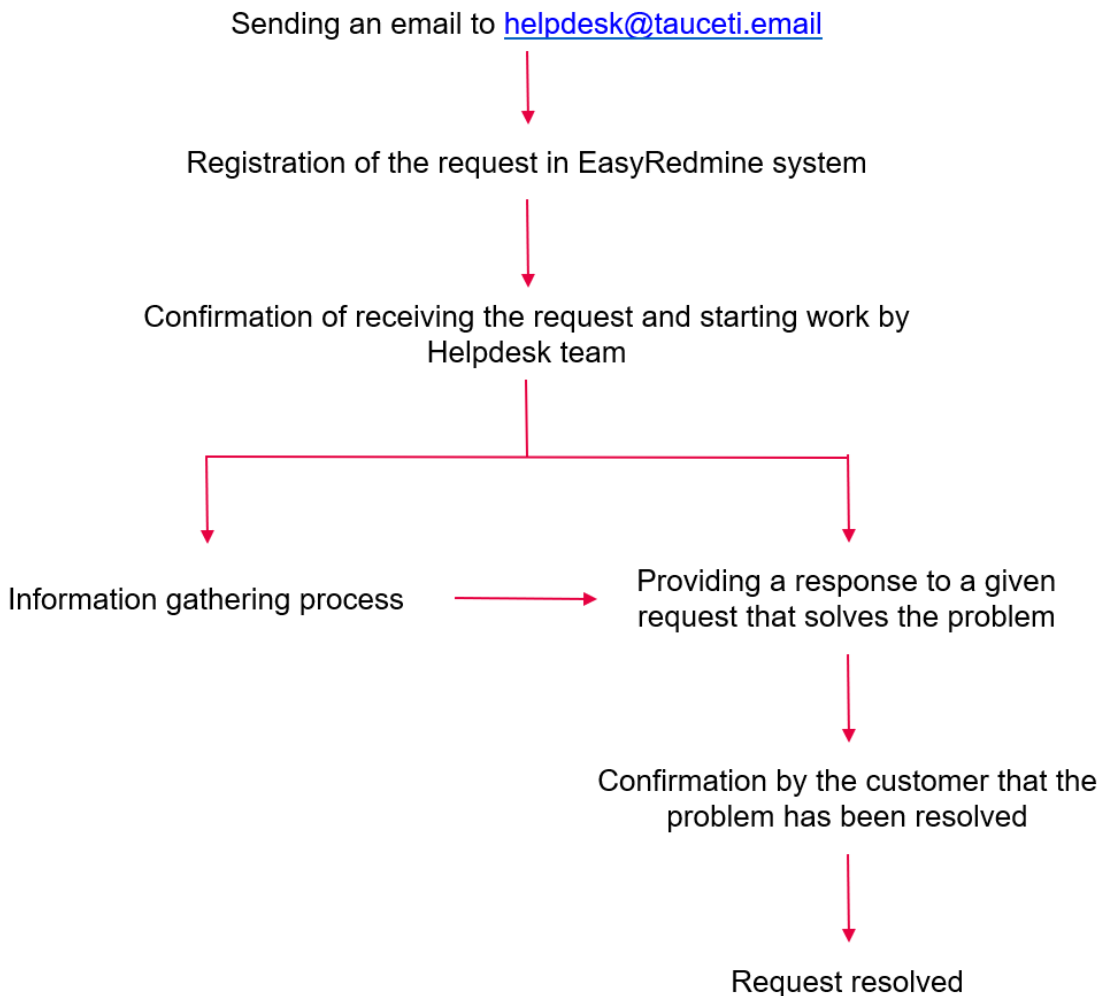 Sending an email to helpdesk@tauceti.email
Registration of the request in EasyRedmine system
Confirmation of receiving the request and starting work by
Helpdesk team
Information gathering process
Providing a response to a given
request that solves the problem
Confirmation by the customer that the
problem has been resolved
Request resolved